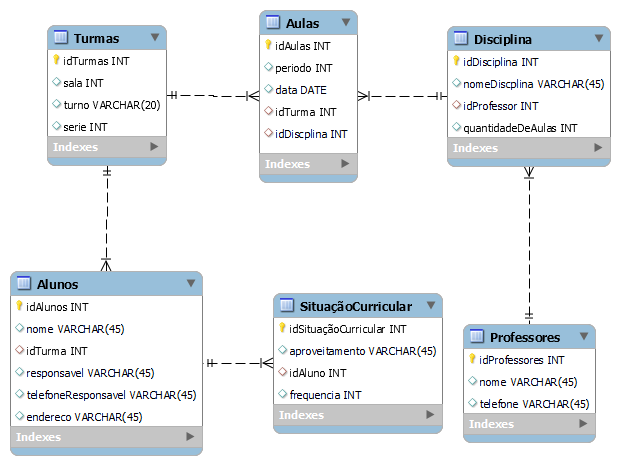 Turmas
idTurmas INT
sala INT
turno VARCHAR(20)
serie INT
Indexes
Aulas
idAulas INT
periodo INT
data DATE
idTurma INT
idDiscplina INT
Indexes
Disciplina
idDisciplina INT
nomeDiscplina VARCHAR(45)
idProfessor INT
quantidadeDeAulas INT
Indexes
Alunos
idAlunos INT
nome VARCHAR(45)
idTurma INT
responsavel VARCHAR(45)
telefoneResponsavel VARCHAR(45)
endereco VARCHAR(45)
Indexes
SituaçãoCurricular
idSituaçãoCurricular INT
aproveitamento VARCHAR(45)
idAluno INT
frequencia INT
Indexes
Professores
idProfessores INT
nome VARCHAR(45)
telefone VARCHAR(45)
Indexes